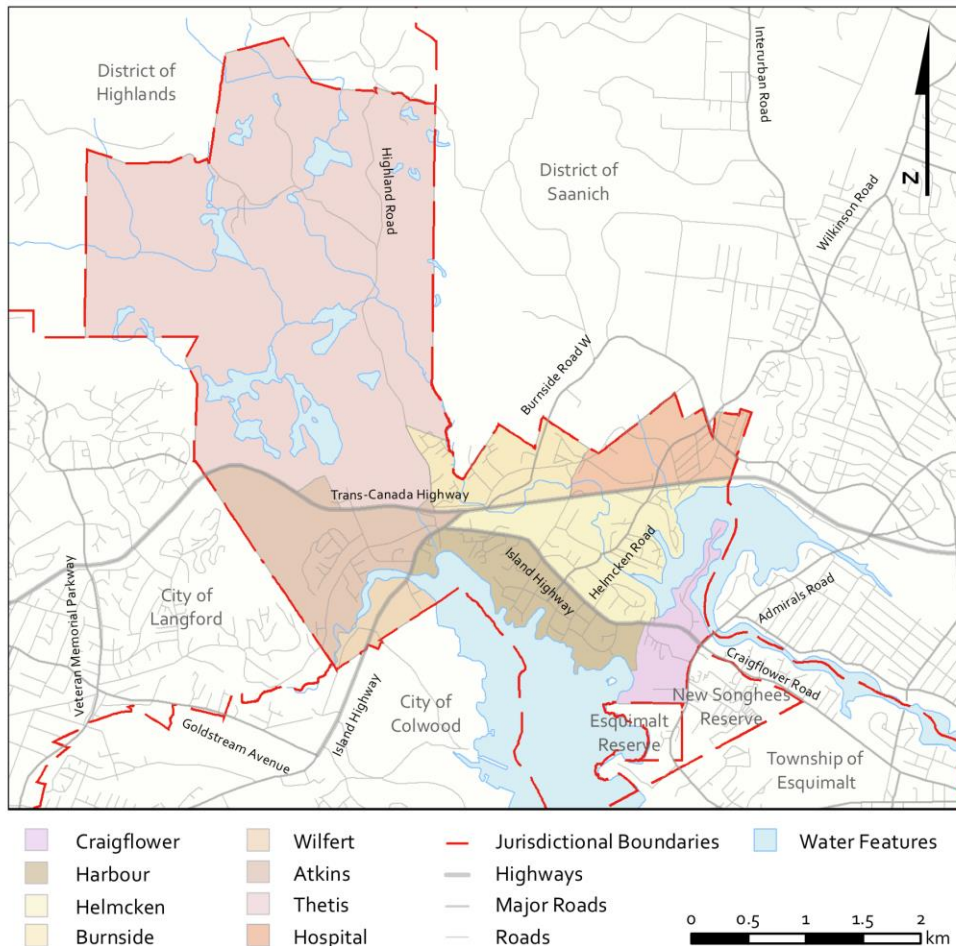 District of
Highlands
Interurban Road
Highland Road
District of
Saanich
Wilkinson Road
N
Burnside Road W
Trans-Canada Highway
Island Highway
Helmcken Road
Veteran Memorial Parkway
City of
Langford
Admirals Road
Craigflower Road
City of
Colwood
Island Highway
Goldstream Avenue
New Songhees
Reserve
Esquimalt
Reserve
Township of
Esquimalt
Craigflower
Wilfert
Jurisdictional Boundaries
Water Features
Harbour
Atkins
Highways
Helmcken
Thetis
Major Roads
Burnside
Hospital
Roads
0 0.5 1 1.5 2
km